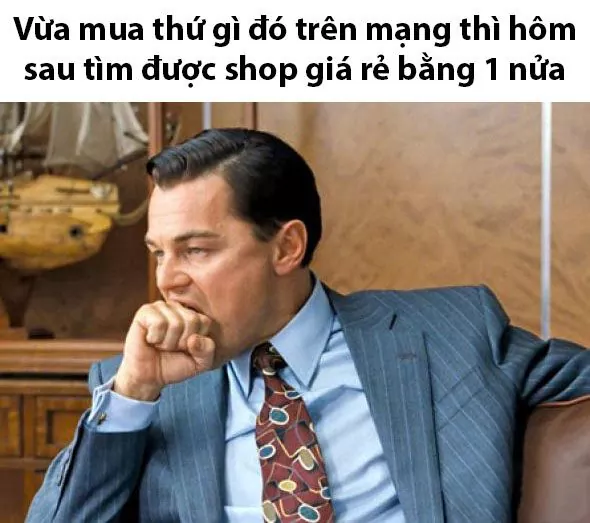 Vừa mua thứ gì đó trên mạng thì hôm
sau tìm được shop giá rẻ bằng 1 nửa